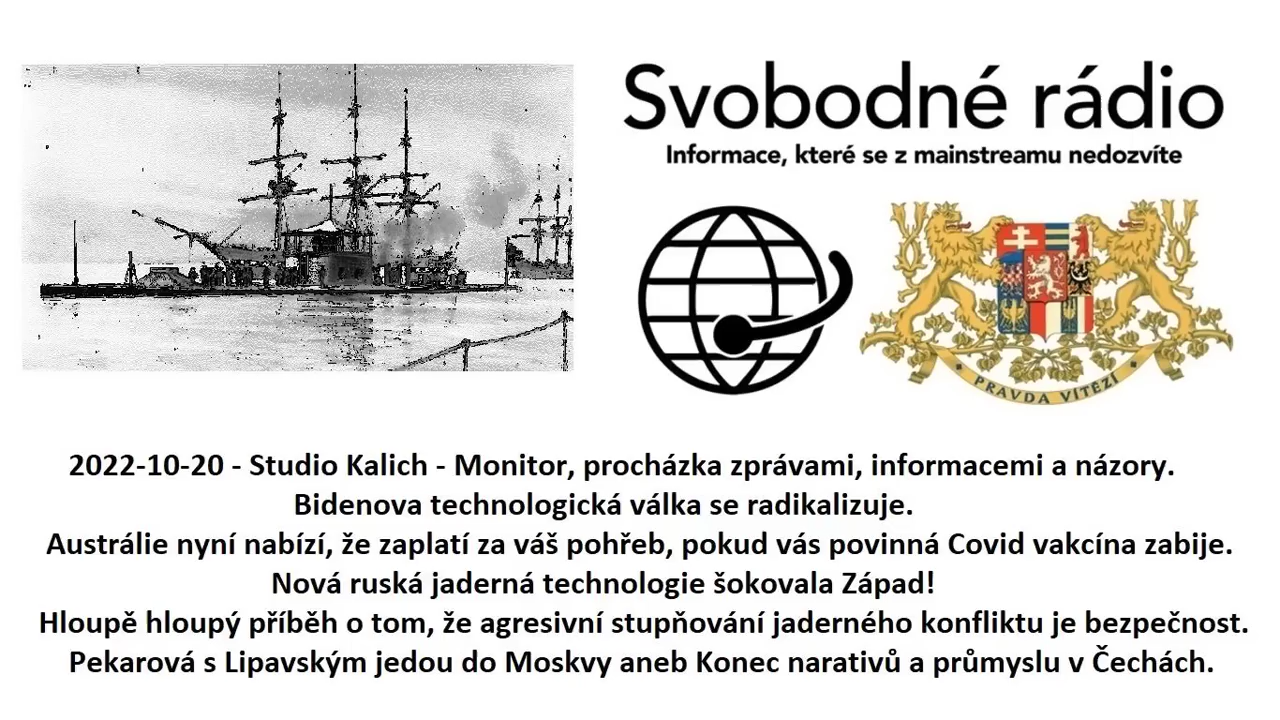 Svobodné rádio
Informace, které se z mainstreamu nedozvíte
PRAVDA VÍTĚZÍ
2022-10-20 - Studio Kalich - Monitor, procházka zprávami, informacemi a názory.
Bidenova technologická válka se radikalizuje.
Austrálie nyní nabízí, že zaplatí za váš pohřeb, pokud vás povinná Covid vakcína zabije.
Nová ruská jaderná technologie šokovala Západ!
Hloupě hloupý příběh o tom, že agresivní stupňování jaderného konfliktu je bezpečnost.
Pekarová s Lipavským jedou do Moskvy aneb Konec narativů a průmyslu v Čechách.